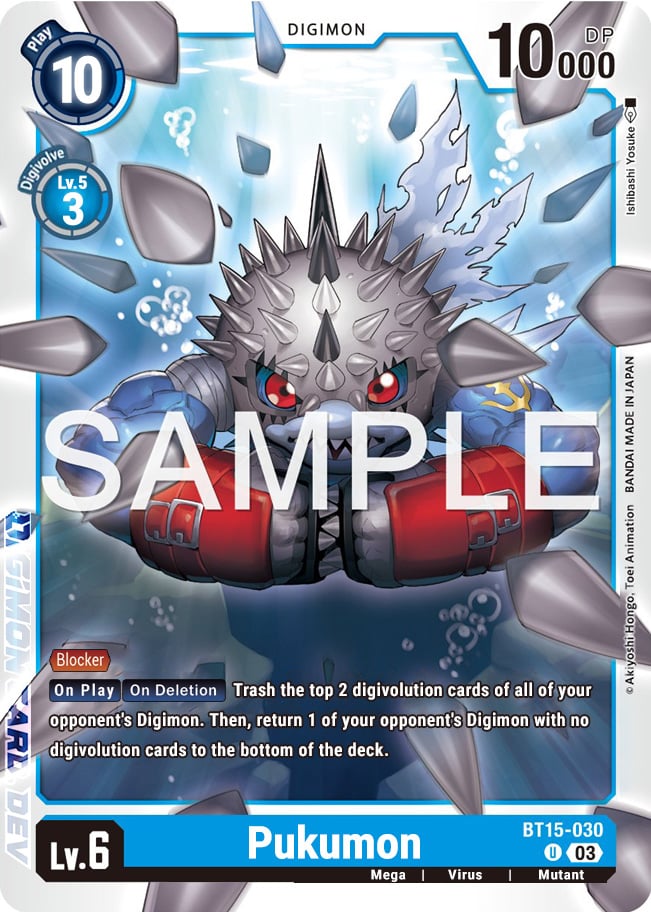 DIGIMON
Play
10
DP
10000
Digivolve
Lv.5
3
Ishibashi Yosuke
SAMPLE
© Akiyoshi Hongo, Toei Animation BANDAI MADE IN JAPAN
Blocker
On Play On Deletion Trash the top 2 digivolution cards of all of your
opponent's Digimon. Then, return 1 of your opponent's Digimon with no
digivolution cards to the bottom of the deck.
DIGIMON CARD DEV
BT15-030
Lv.6
Pukumon
U 03
Mega | Virus | Mutant